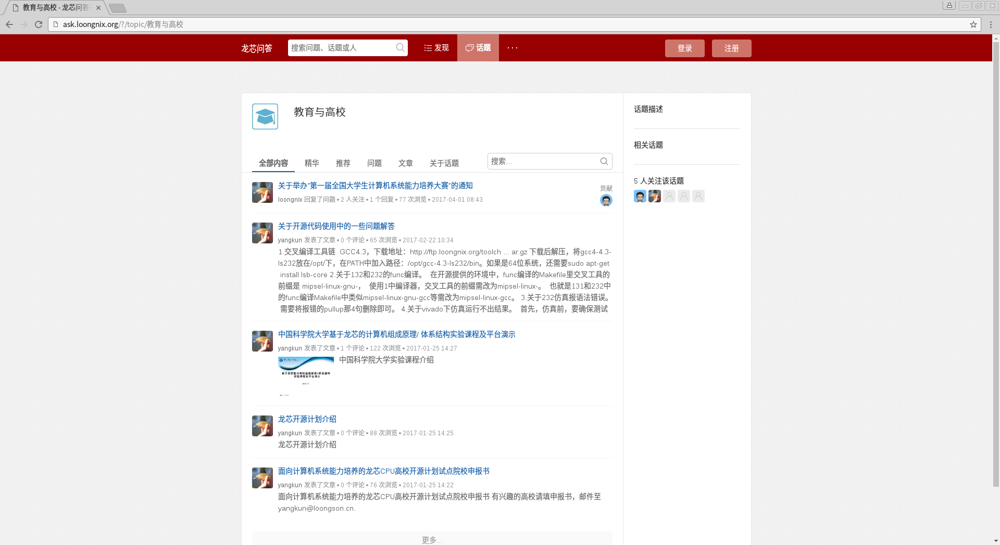 教育与高校 - 龙芯问答
ask.loongnix.org/?/topic/教育与高校
龙芯问答
搜索问题、话题或人
发现
话题
···
登录
注册
教育与高校
全部内容
精华
推荐
问题
文章
关于话题
搜索...
关于举办“第一届全国大学生计算机系统能力培养大赛”的通知
loongnix 回复了问题 • 2 人关注 • 1 个回复 • 77 次浏览 • 2017-04-01 08:43
贡献
关于开源代码使用中的一些问题解答
yangkun 发表了文章 • 0 个评论 • 65 次浏览 • 2017-02-22 10:34
1.交叉编译工具链  GCC4.3，下载地址：http://ftp.loongnix.org/toolch ... ar.gz 下载后解压，将gcc4-4.3-
ls232放在/opt/下，在PATH中加入路径：/opt/gcc-4.3-ls232/bin。如果是64位系统，还需要sudo apt-get
install lsb-core 2.关于132和232的func编译。  在开源提供的环境中，func编译的Makefile里交叉工具的
前缀是 mipsel-linux-gnu-，  使用1中编译器，交叉工具的前缀需改为mipsel-linux-。  也就是131和232中
的func编译Makefile中类似mipsel-linux-gnu-gcc等需改为mipsel-linux-gcc。 3.关于232仿真报语法错误。
需要将报错的pullup那4句删除即可。 4.关于vivado下仿真运行不出结果。  首先，仿真前，要确保测试
中国科学院大学基于龙芯的计算机组成原理/ 体系结构实验课程及平台演示
yangkun 发表了文章 • 1 个评论 • 122 次浏览 • 2017-01-25 14:27
基于龙芯的计算机组成原理/体系结构
实验课程及平台演示
中国科学院大学实验课程介绍
龙芯开源计划介绍
yangkun 发表了文章 • 0 个评论 • 88 次浏览 • 2017-01-25 14:25
龙芯开源计划介绍
面向计算机系统能力培养的龙芯CPU高校开源计划试点院校申报书
yangkun 发表了文章 • 0 个评论 • 76 次浏览 • 2017-01-25 14:22
面向计算机系统能力培养的龙芯CPU高校开源计划试点院校申报书 有兴趣的高校请填申报书，邮件至
yangkun@loongson.cn.
更多...
话题描述
相关话题
5 人关注该话题